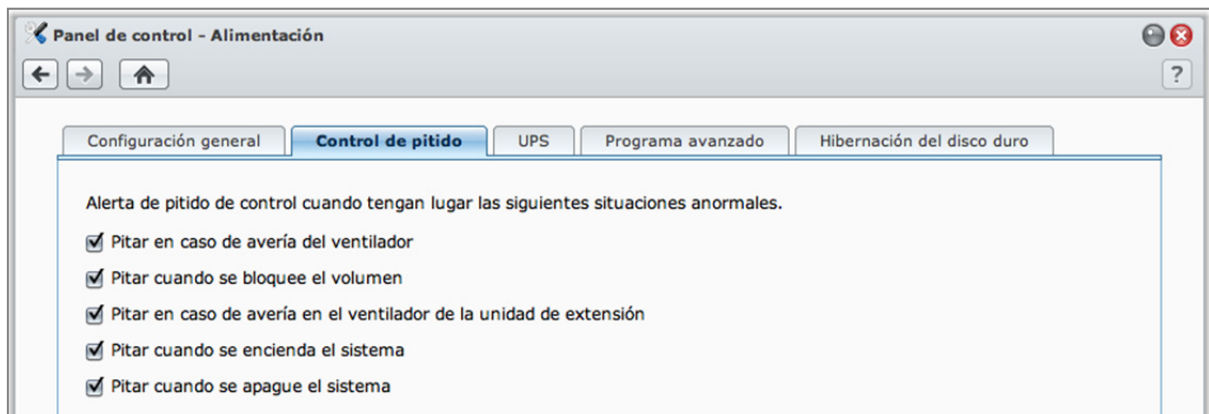 Panel de control - Alimentación
?
Configuración general Control de pitido UPS Programa avanzado Hibernación del disco duro
Alerta de pitido de control cuando tengan lugar las siguientes situaciones anormales.
Pitar en caso de avería del ventilador
Pitar cuando se bloquee el volumen
Pitar en caso de avería en el ventilador de la unidad de extensión
Pitar cuando se encienda el sistema
Pitar cuando se apague el sistema